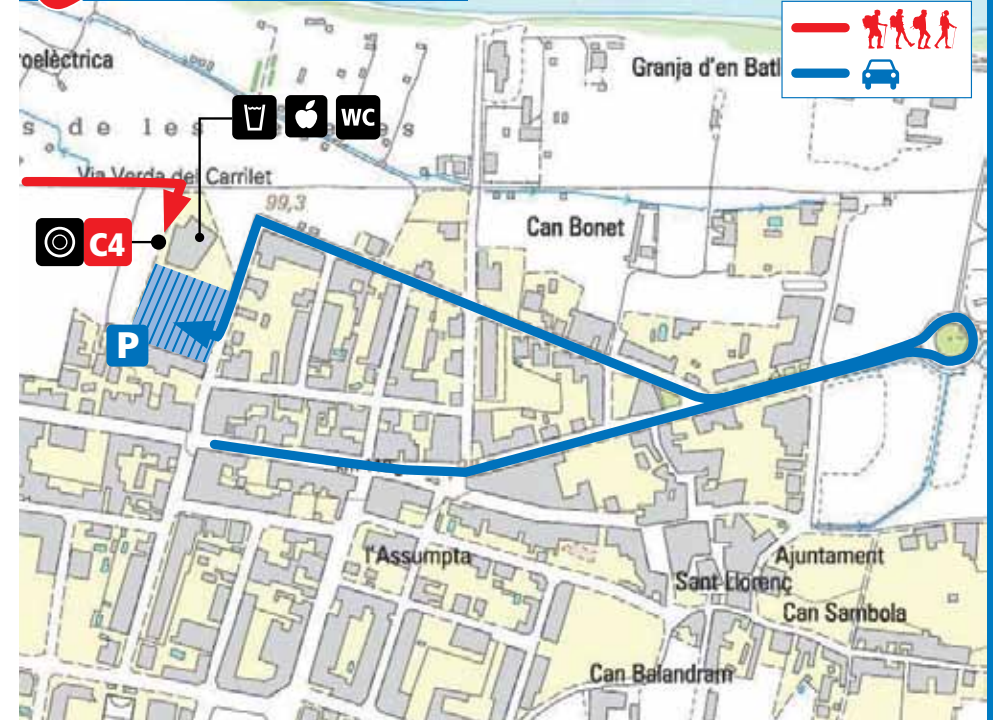 oelèctrica
Granja d'en Batl
WC
s de les
s
Via Verda del Carrilet
99,3
C4
Can Bonet
P
l'Assumpta
Ajuntament
Sant Llorenç
Can Sambola
Can Balandram